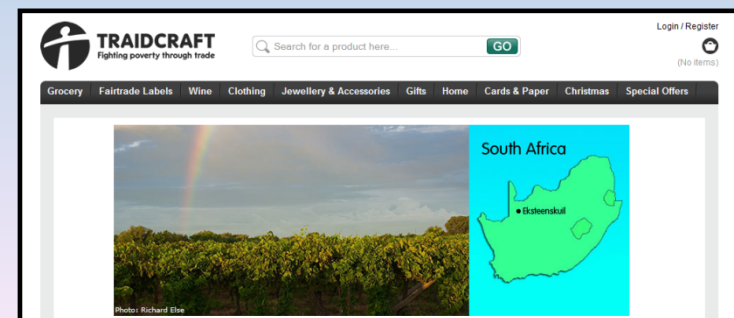 Login / Register
TRAIDCRAFT
Fighting poverty through trade
Search for a product here...
GO
(No items)
Grocery Fairtrade Labels Wine Clothing Jewellery & Accessories Gifts Home Cards & Paper Christmas Special Offers
South Africa
Eksteenskuil
Photo: Richard Else